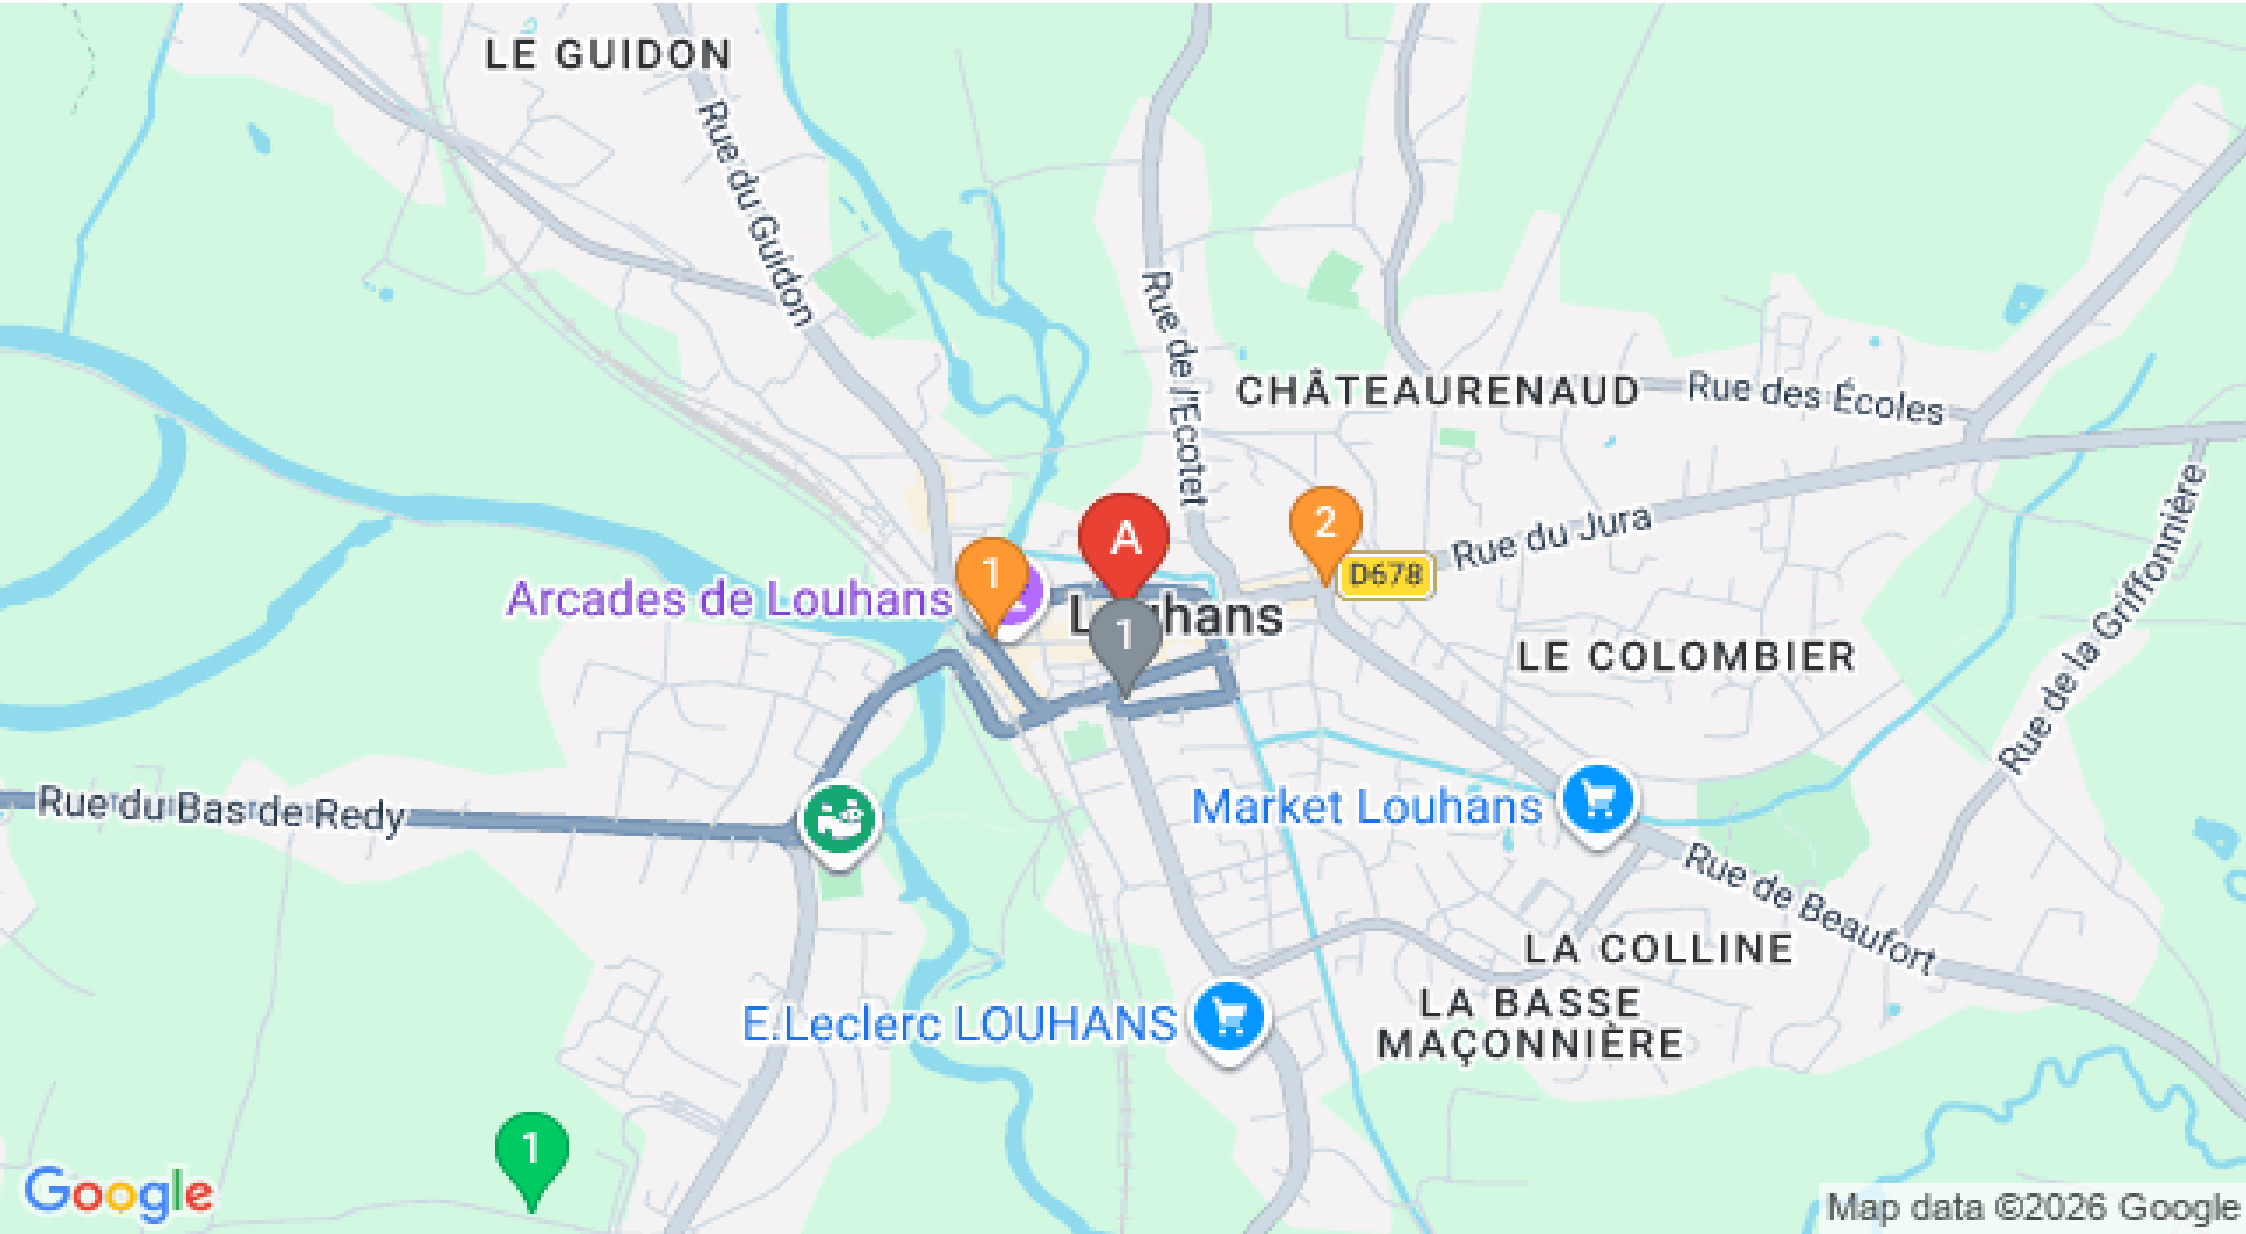 LE GUIDON
Rue du Guidon
Rue de l'Ecotet
CHÂTEAURENAUD
Rue des Écoles
A
2
1
D678
Rue du Jura
Rue de la Griffonnière
Arcades de Louhans
Louhans
1
LE COLOMBIER
Rue du Bas de Redy
Market Louhans
Rue de Beaufort
LA COLLINE
E.Leclerc LOUHANS
LA BASSE
MAÇONNIÈRE
1
Google
Map data ©2026 Google